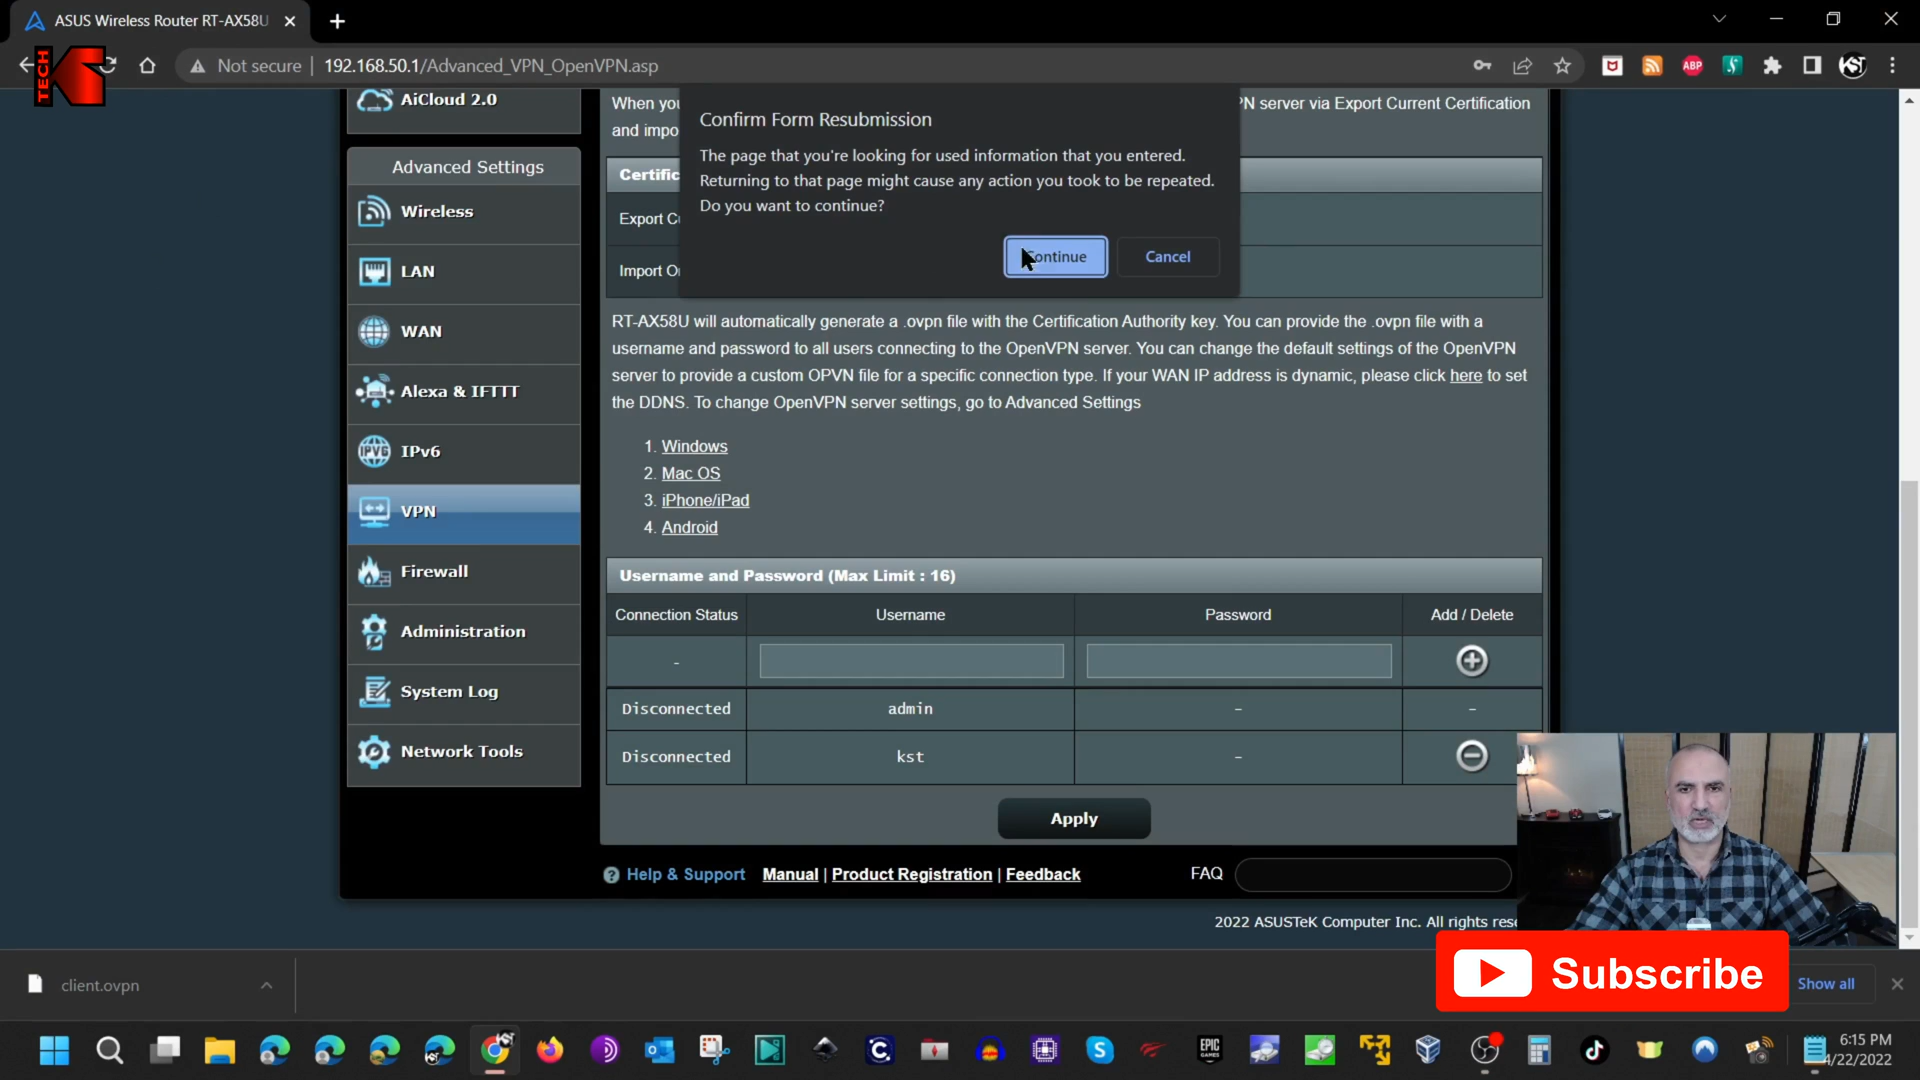 ASUS Wireless Router RT-AX58U
Not secure | 192.168.50.1/Advanced_VPN_OpenVPN.asp
ABP
KST
TECH
AiCloud 2.0
Advanced Settings
Wireless
LAN
WAN
Alexa & IFTTT
IPv6
VPN
Firewall
Administration
System Log
Network Tools
When you
PN server via Export Current Certification
and impo
Confirm Form Resubmission
The page that you're looking for used information that you entered.
Returning to that page might cause any action you took to be repeated.
Do you want to continue?
Continue
Cancel
Certific
Export Cu
Import Or
RT-AX58U will automatically generate a .ovpn file with the Certification Authority key. You can provide the .ovpn file with a
username and password to all users connecting to the OpenVPN server. You can change the default settings of the OpenVPN
server to provide a custom OPVN file for a specific connection type. If your WAN IP address is dynamic, please click here to set
the DDNS. To change OpenVPN server settings, go to Advanced Settings
1. Windows
2. Mac OS
3. iPhone/iPad
4. Android
Username and Password (Max Limit : 16)
Connection Status Username Password Add / Delete
-
Disconnected admin - -
Disconnected kst -
Apply
Help & Support Manual | Product Registration | Feedback FAQ
2022 ASUSTeK Computer Inc. All rights rese
client.ovpn
Subscribe
Show all
EPIC GAMES
6:15 PM
4/22/2022